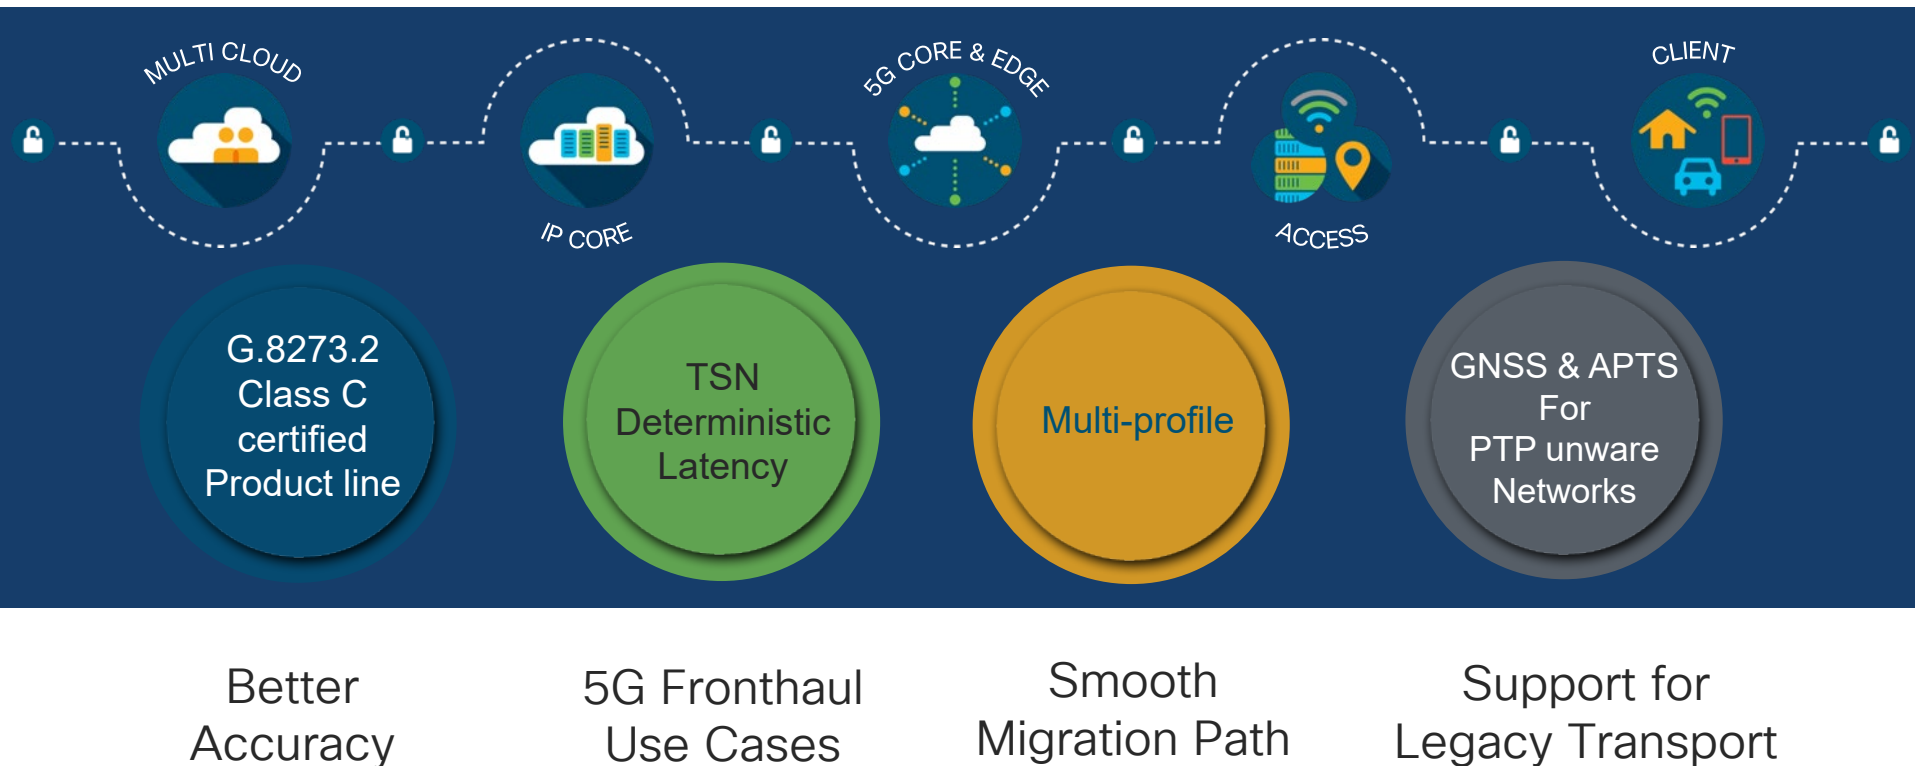 MULTI CLOUD
IP CORE
5G CORE & EDGE
ACCESS
CLIENT
G.8273.2
Class C
certified
Product line
TSN
Deterministic
Latency
Multi-profile
GNSS & APTS
For
PTP unware
Networks
Better
Accuracy
5G Fronthaul
Use Cases
Smooth
Migration Path
Support for
Legacy Transport